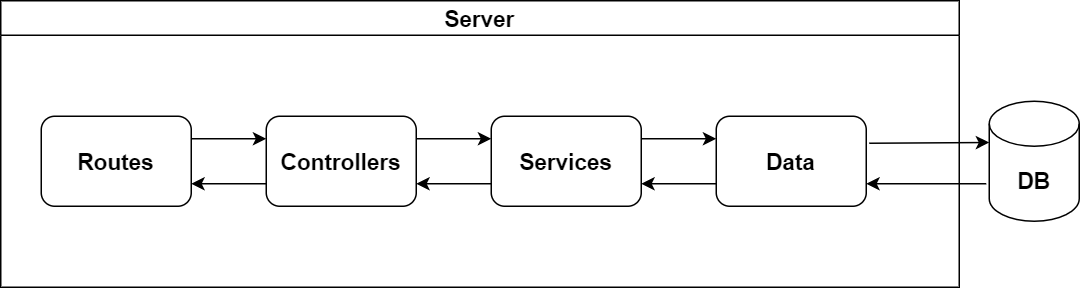 Server
Routes
Controllers
Services
Data
DB